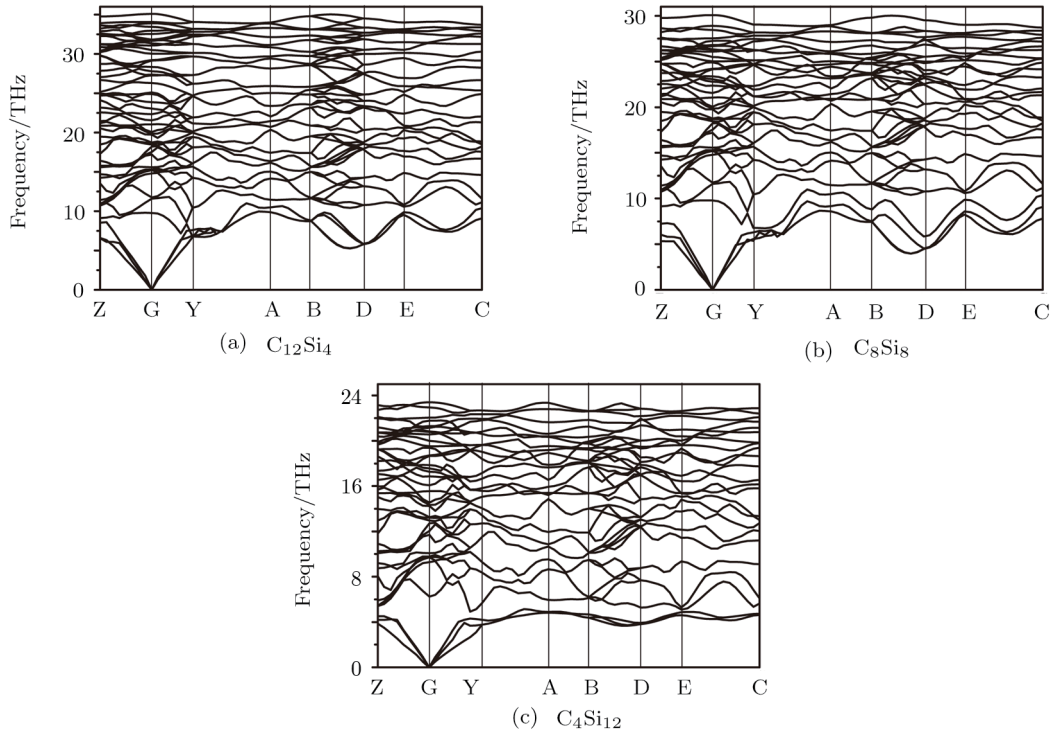 Frequency/THz
30
20
10
0
Z G Y A B D E C
(a) C₁₂Si₄
Frequency/THz
30
20
10
0
Z G Y A B D E C
(b) C₈Si₈
Frequency/THz
24
16
8
0
Z G Y A B D E C
(c) C₄Si₁₂